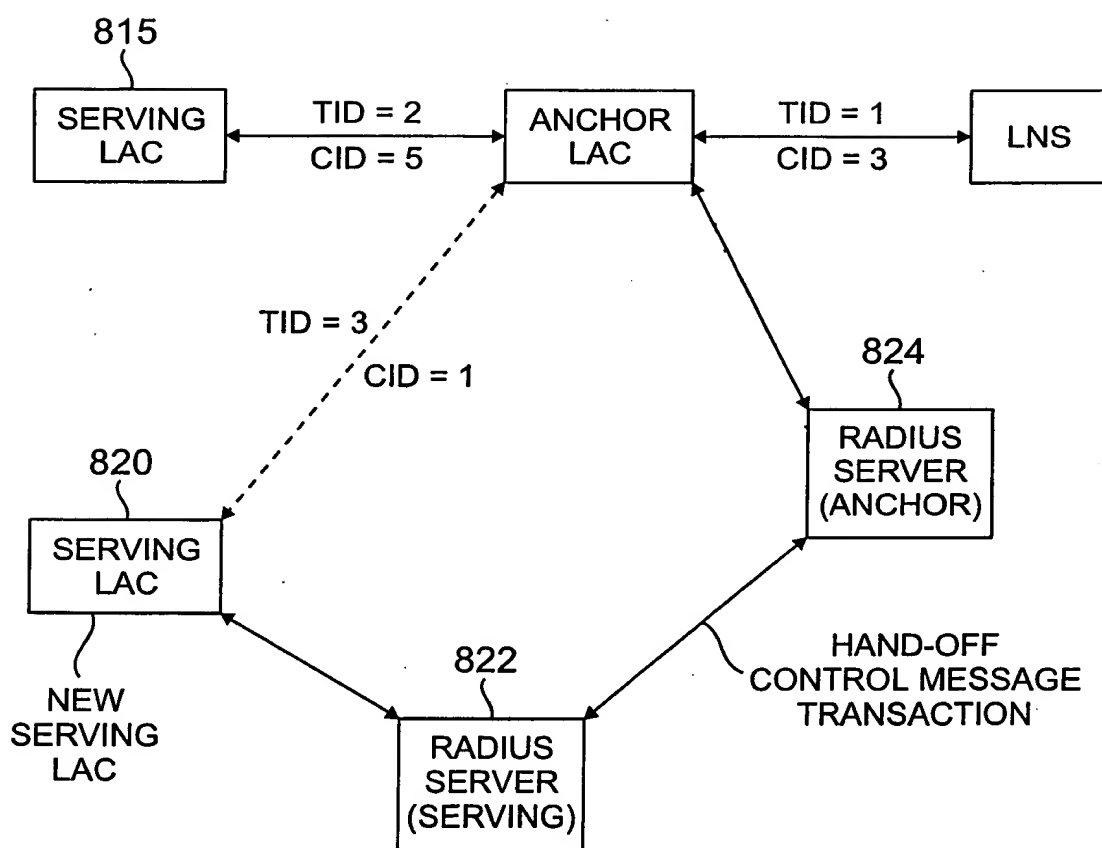 815
SERVING
LAC
TID = 2
CID = 5
ANCHOR
LAC
TID = 1
CID = 3
LNS
TID = 3
CID = 1
824
RADIUS
SERVER
(ANCHOR)
820
SERVING
LAC
NEW
SERVING
LAC
822
RADIUS
SERVER
(SERVING)
HAND-OFF
CONTROL MESSAGE
TRANSACTION